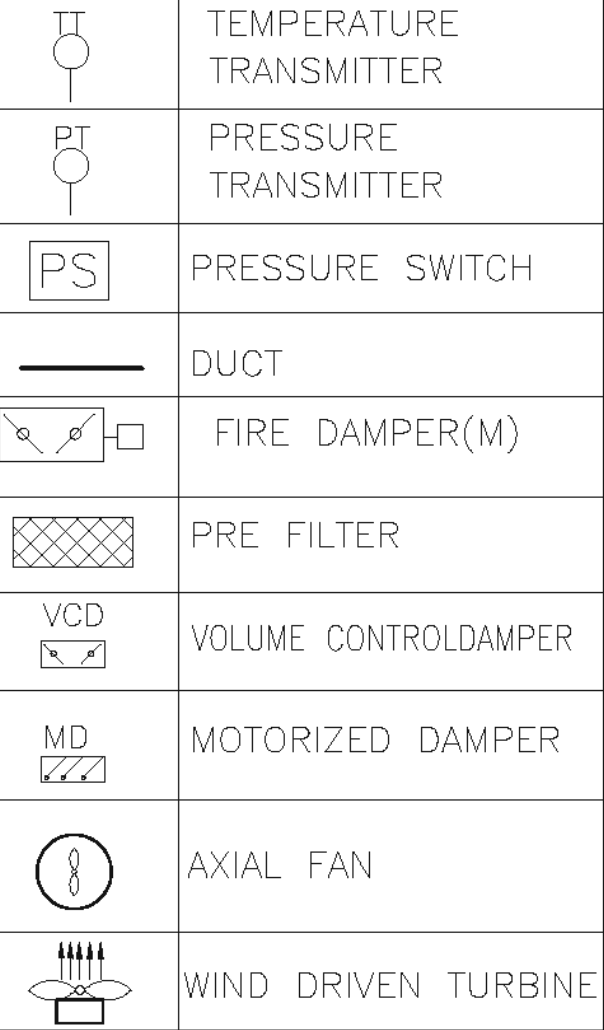 TT
TEMPERATURE
TRANSMITTER
PT
PRESSURE
TRANSMITTER
PS
PRESSURE SWITCH
DUCT
FIRE DAMPER(M)
PRE FILTER
VCD
VOLUME CONTROLDAMPER
MD
MOTORIZED DAMPER
AXIAL FAN
WIND DRIVEN TURBINE